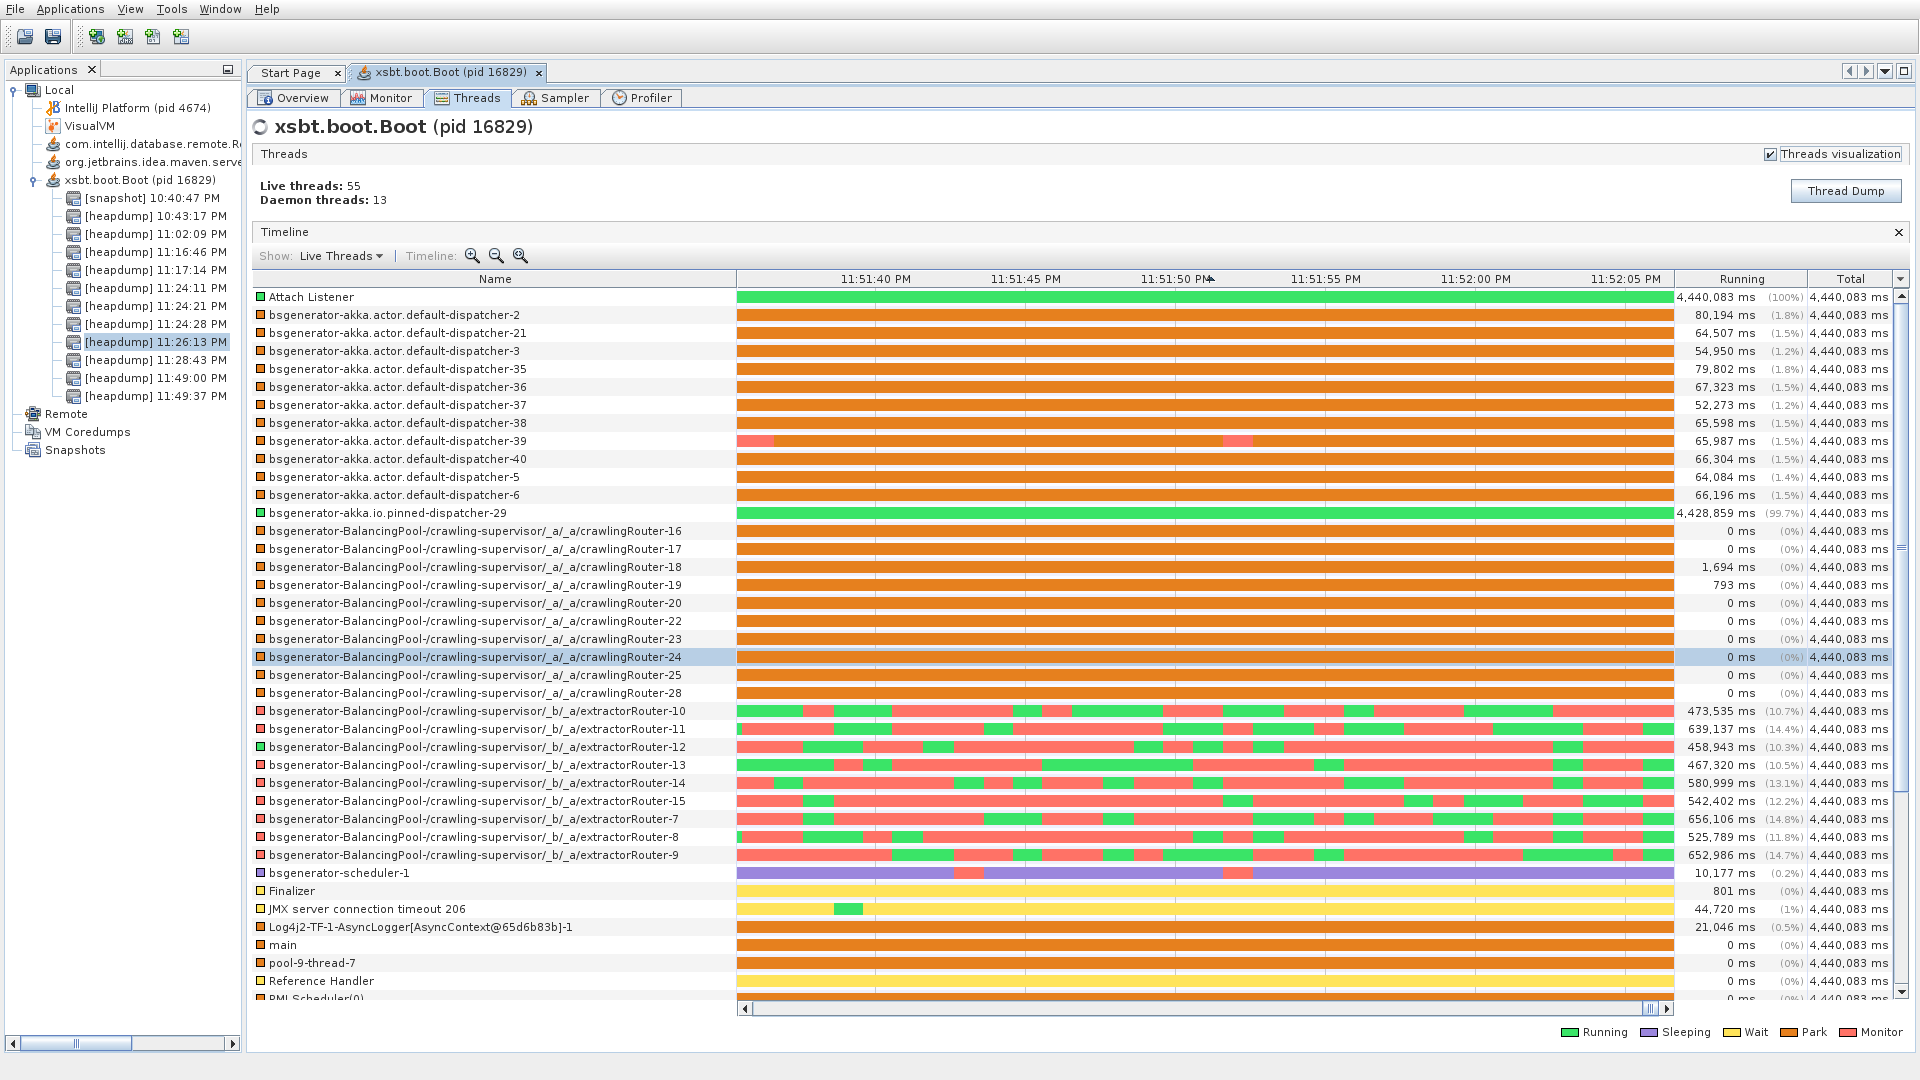 File Applications View Tools Window Help
Applications
Local
IntelliJ Platform (pid 4674)
VisualVM
com.intellij.database.remote.R
org.jetbrains.idea.maven.serve
xsbt.boot.Boot (pid 16829)
[snapshot] 10:40:47 PM
[heapdump] 10:43:17 PM
[heapdump] 11:02:09 PM
[heapdump] 11:16:46 PM
[heapdump] 11:17:14 PM
[heapdump] 11:24:11 PM
[heapdump] 11:24:21 PM
[heapdump] 11:24:28 PM
[heapdump] 11:26:13 PM
[heapdump] 11:28:43 PM
[heapdump] 11:49:00 PM
[heapdump] 11:49:37 PM
Remote
VM Coredumps
Snapshots
Start Page xsbt.boot.Boot (pid 16829)
Overview Monitor Threads Sampler Profiler
xsbt.boot.Boot (pid 16829)
Threads Threads visualization
Live threads: 55
Daemon threads: 13
Thread Dump
Timeline
Show: Live Threads Timeline:
Name 11:51:40 PM 11:51:45 PM 11:51:50 PM 11:51:55 PM 11:52:00 PM 11:52:05 PM Running Total
Attach Listener 4,440,083 ms (100%) 4,440,083 ms
bsgenerator-akka.actor.default-dispatcher-2 80,194 ms (1.8%) 4,440,083 ms
bsgenerator-akka.actor.default-dispatcher-21 64,507 ms (1.5%) 4,440,083 ms
bsgenerator-akka.actor.default-dispatcher-3 54,950 ms (1.2%) 4,440,083 ms
bsgenerator-akka.actor.default-dispatcher-35 79,802 ms (1.8%) 4,440,083 ms
bsgenerator-akka.actor.default-dispatcher-36 67,323 ms (1.5%) 4,440,083 ms
bsgenerator-akka.actor.default-dispatcher-37 52,273 ms (1.2%) 4,440,083 ms
bsgenerator-akka.actor.default-dispatcher-38 65,598 ms (1.5%) 4,440,083 ms
bsgenerator-akka.actor.default-dispatcher-39 65,987 ms (1.5%) 4,440,083 ms
bsgenerator-akka.actor.default-dispatcher-40 66,304 ms (1.5%) 4,440,083 ms
bsgenerator-akka.actor.default-dispatcher-5 64,084 ms (1.4%) 4,440,083 ms
bsgenerator-akka.actor.default-dispatcher-6 66,196 ms (1.5%) 4,440,083 ms
bsgenerator-akka.io.pinned-dispatcher-29 4,428,859 ms (99.7%) 4,440,083 ms
bsgenerator-BalancingPool-/crawling-supervisor/_a/_a/crawlingRouter-16 0 ms (0%) 4,440,083 ms
bsgenerator-BalancingPool-/crawling-supervisor/_a/_a/crawlingRouter-17 0 ms (0%) 4,440,083 ms
bsgenerator-BalancingPool-/crawling-supervisor/_a/_a/crawlingRouter-18 1,694 ms (0%) 4,440,083 ms
bsgenerator-BalancingPool-/crawling-supervisor/_a/_a/crawlingRouter-19 793 ms (0%) 4,440,083 ms
bsgenerator-BalancingPool-/crawling-supervisor/_a/_a/crawlingRouter-20 0 ms (0%) 4,440,083 ms
bsgenerator-BalancingPool-/crawling-supervisor/_a/_a/crawlingRouter-22 0 ms (0%) 4,440,083 ms
bsgenerator-BalancingPool-/crawling-supervisor/_a/_a/crawlingRouter-23 0 ms (0%) 4,440,083 ms
bsgenerator-BalancingPool-/crawling-supervisor/_a/_a/crawlingRouter-24 0 ms (0%) 4,440,083 ms
bsgenerator-BalancingPool-/crawling-supervisor/_a/_a/crawlingRouter-25 0 ms (0%) 4,440,083 ms
bsgenerator-BalancingPool-/crawling-supervisor/_a/_a/crawlingRouter-28 0 ms (0%) 4,440,083 ms
bsgenerator-BalancingPool-/crawling-supervisor/_b/_a/extractorRouter-10 473,535 ms (10.7%) 4,440,083 ms
bsgenerator-BalancingPool-/crawling-supervisor/_b/_a/extractorRouter-11 639,137 ms (14.4%) 4,440,083 ms
bsgenerator-BalancingPool-/crawling-supervisor/_b/_a/extractorRouter-12 458,943 ms (10.3%) 4,440,083 ms
bsgenerator-BalancingPool-/crawling-supervisor/_b/_a/extractorRouter-13 467,320 ms (10.5%) 4,440,083 ms
bsgenerator-BalancingPool-/crawling-supervisor/_b/_a/extractorRouter-14 580,999 ms (13.1%) 4,440,083 ms
bsgenerator-BalancingPool-/crawling-supervisor/_b/_a/extractorRouter-15 542,402 ms (12.2%) 4,440,083 ms
bsgenerator-BalancingPool-/crawling-supervisor/_b/_a/extractorRouter-7 656,106 ms (14.8%) 4,440,083 ms
bsgenerator-BalancingPool-/crawling-supervisor/_b/_a/extractorRouter-8 525,789 ms (11.8%) 4,440,083 ms
bsgenerator-BalancingPool-/crawling-supervisor/_b/_a/extractorRouter-9 652,986 ms (14.7%) 4,440,083 ms
bsgenerator-scheduler-1 10,177 ms (0.2%) 4,440,083 ms
Finalizer 801 ms (0%) 4,440,083 ms
JMX server connection timeout 206 44,720 ms (1%) 4,440,083 ms
Log4j2-TF-1-AsyncLogger[AsyncContext@65d6b83b]-1 21,046 ms (0.5%) 4,440,083 ms
main 0 ms (0%) 4,440,083 ms
pool-9-thread-7 0 ms (0%) 4,440,083 ms
Reference Handler 0 ms (0%) 4,440,083 ms
RMI Scheduler(0) 0 ms (0%) 4,440,083 ms
Running Sleeping Wait Park Monitor